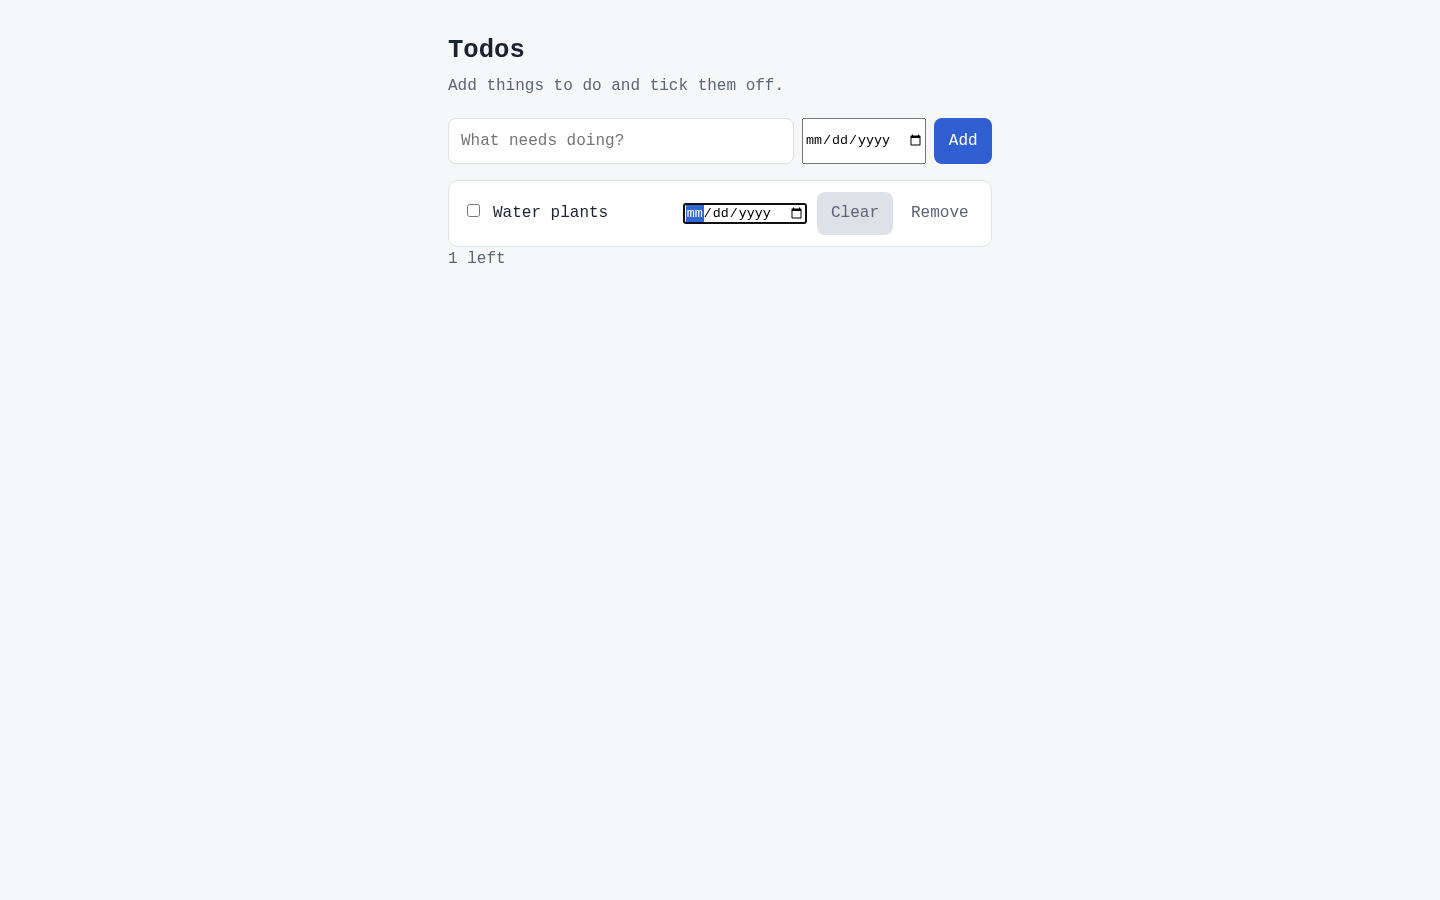 Todos
Add things to do and tick them off.
What needs doing? mm/dd/yyyy Add
Water plants mm/dd/yyyy Clear Remove
1 left